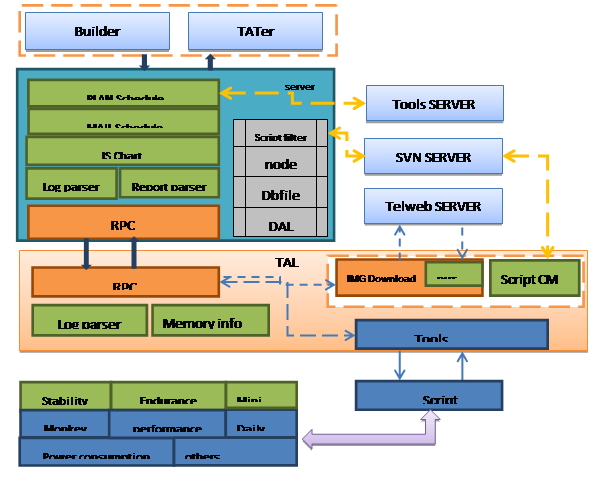 Builder
TATer
server
PLAN Schedule
MAIL Schedule
JS Chart
Log parser
Report parser
RPC
Script filter
node
Dbfile
DAL
Tools SERVER
SVN SERVER
Telweb SERVER
TAL
RPC
IMG Download
Script CM
Log parser
Memory info
Tools
Script
Stability
Endurance
Mini
Monkey
performance
Daily
Power consumption
others